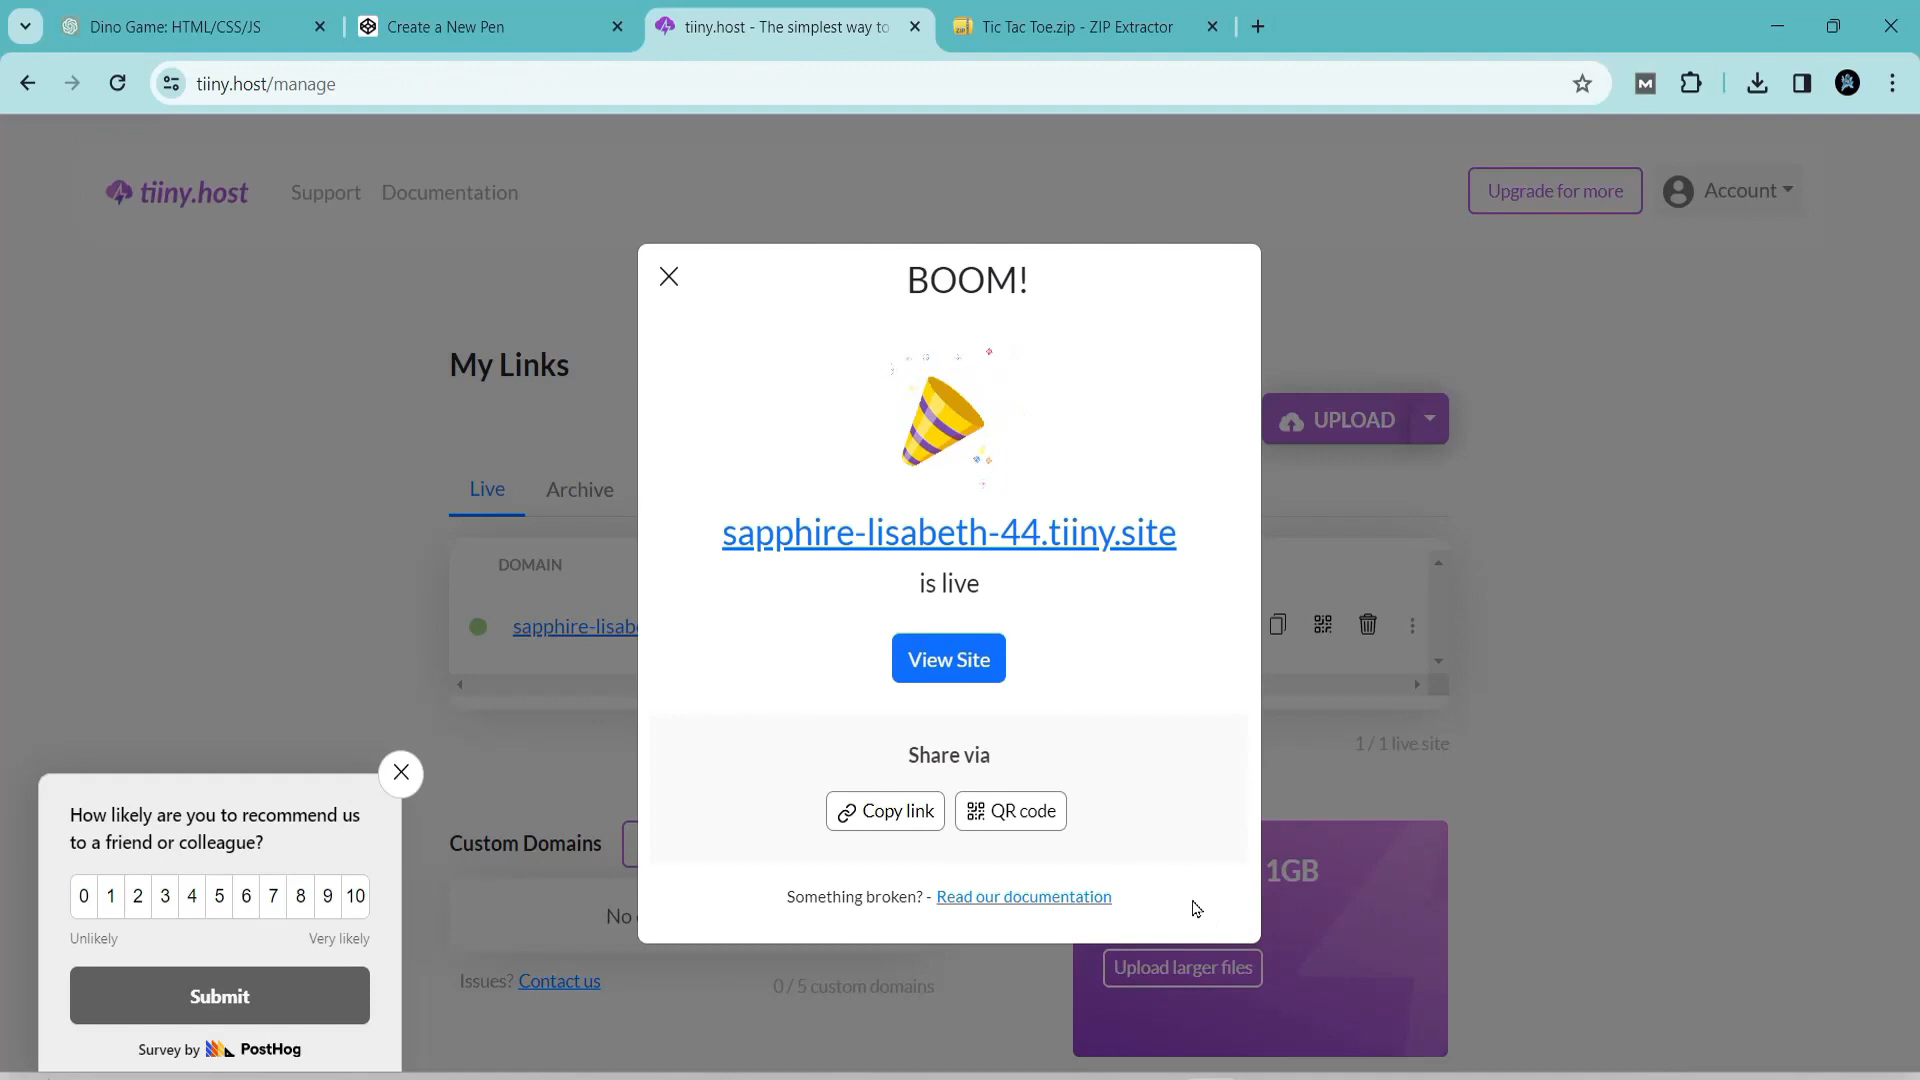 Dino Game: HTML/CSS/JS
Create a New Pen
tiiny.host - The simplest way to
Tic Tac Toe.zip - ZIP Extractor
tiiny.host/manage
tiiny.host
Support
Documentation
Upgrade for more
Account
BOOM!
My Links
UPLOAD
Live
Archive
sapphire-lisabeth-44.tiiny.site
is live
DOMAIN
sapphire-lisab
View Site
1 / 1 live site
Share via
Copy link
QR code
How likely are you to recommend us
to a friend or colleague?
0 1 2 3 4 5 6 7 8 9 10
Unlikely
Very likely
Submit
Survey by PostHog
Custom Domains
No
1GB
Something broken? - Read our documentation
Upload larger files
Issues? Contact us
0 / 5 custom domains